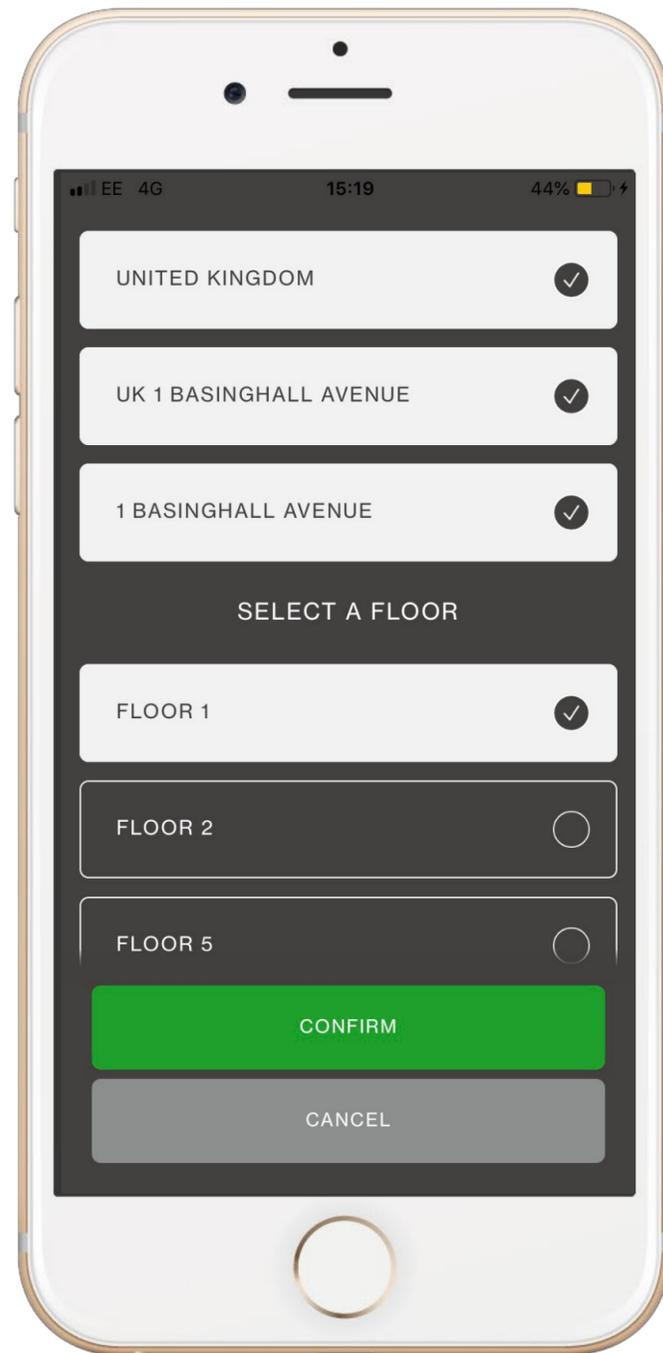 EE 4G 15:19 44%
UNITED KINGDOM
UK 1 BASINGHALL AVENUE
1 BASINGHALL AVENUE
SELECT A FLOOR
FLOOR 1
FLOOR 2
FLOOR 5
CONFIRM
CANCEL